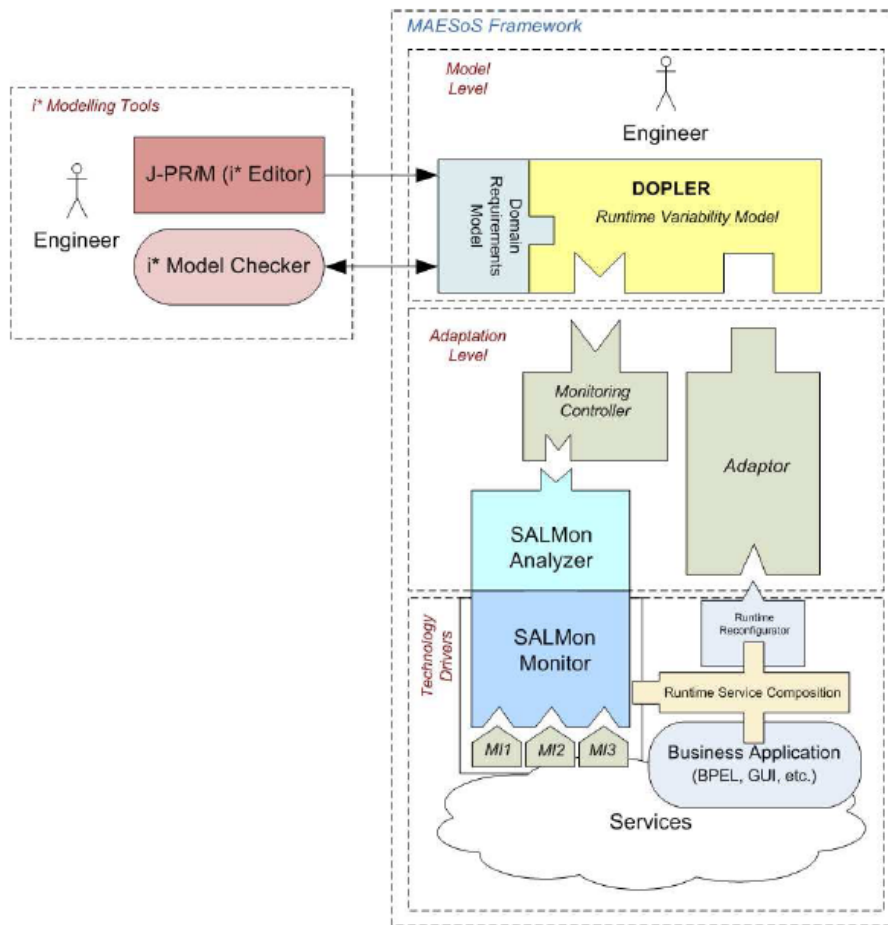 MAESoS Framework
i* Modelling Tools
Engineer
J-PRiM (i* Editor)
i* Model Checker
Model
Level
Engineer
Domain
Requirements
Model
DOPLER
Runtime Variability Model
Adaptation
Level
Monitoring
Controller
Adaptor
SALMon
Analyzer
Technology
Drivers
SALMon
Monitor
Runtime
Reconfigurator
Runtime Service Composition
MI1
MI2
MI3
Business Application
(BPEL, GUI, etc.)
Services